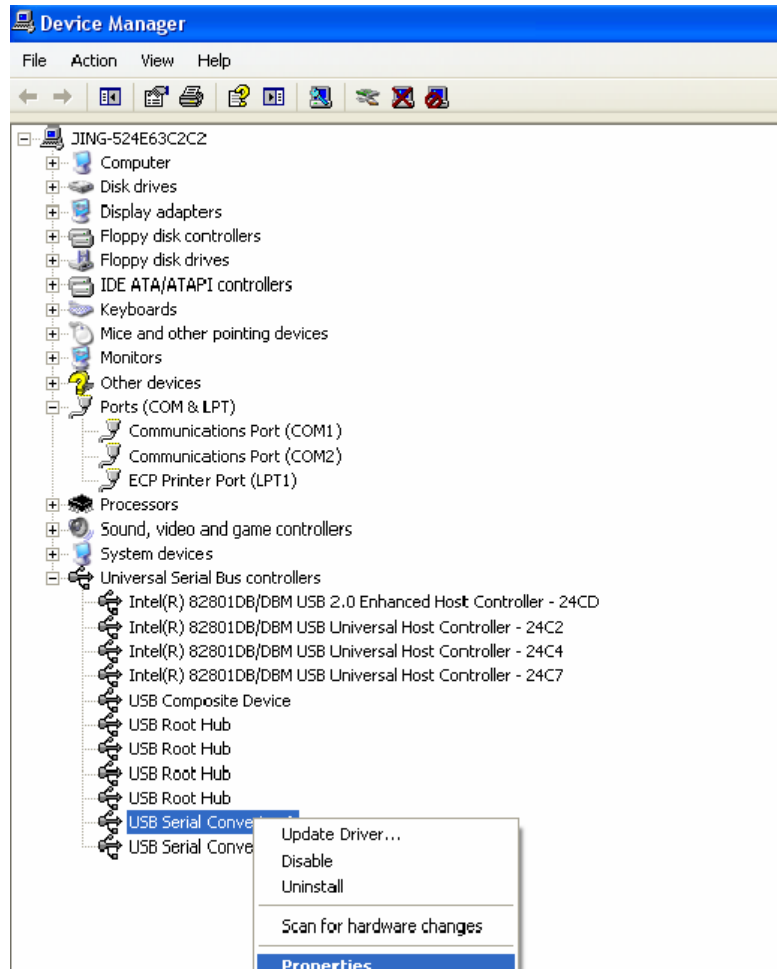 Device Manager
File Action View Help
JING-524E63C2C2
Computer
Disk drives
Display adapters
Floppy disk controllers
Floppy disk drives
IDE ATA/ATAPI controllers
Keyboards
Mice and other pointing devices
Monitors
Other devices
Ports (COM & LPT)
Communications Port (COM1)
Communications Port (COM2)
ECP Printer Port (LPT1)
Processors
Sound, video and game controllers
System devices
Universal Serial Bus controllers
Intel(R) 82801DB/DBM USB 2.0 Enhanced Host Controller - 24CD
Intel(R) 82801DB/DBM USB Universal Host Controller - 24C2
Intel(R) 82801DB/DBM USB Universal Host Controller - 24C4
Intel(R) 82801DB/DBM USB Universal Host Controller - 24C7
USB Composite Device
USB Root Hub
USB Root Hub
USB Root Hub
USB Root Hub
USB Serial
USB Serial
Update Driver...
Disable
Uninstall
Scan for hardware changes
Properties